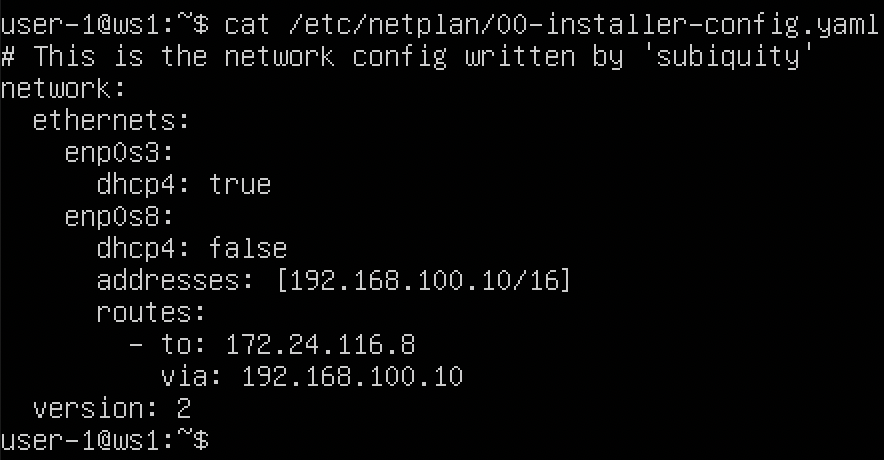 user-1@ws1:~$ cat /etc/netplan/00-installer-config.yaml
# This is the network config written by 'subiquity'
network:
  ethernets:
    enp0s3:
      dhcp4: true
    enp0s8:
      dhcp4: false
      addresses: [192.168.100.10/16]
      routes:
        - to: 172.24.116.8
          via: 192.168.100.10
  version: 2
user-1@ws1:~$